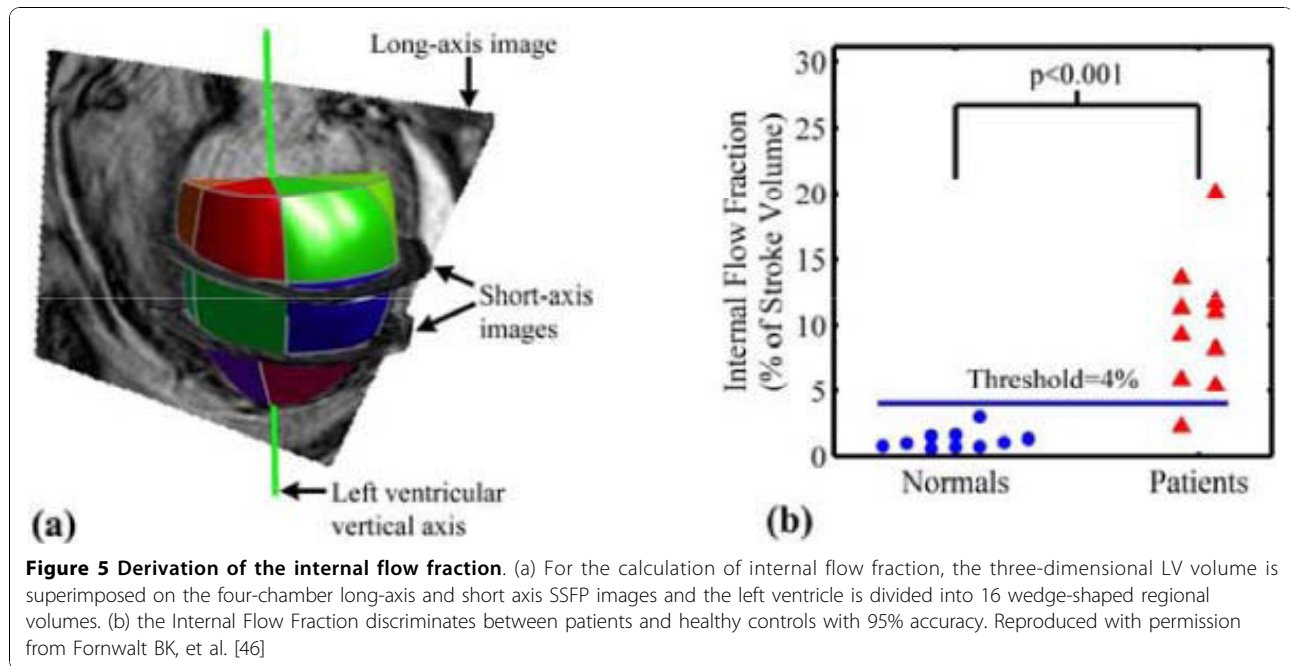 Long-axis image
Short-axis
images
Left ventricular
vertical axis
(a)
Internal Flow Fraction
(% of Stroke Volume)
30
25
20
15
10
5
0
p<0.001
Threshold=4%
Normals
Patients
(b)
Figure 5 Derivation of the internal flow fraction. (a) For the calculation of internal flow fraction, the three-dimensional LV volume is
superimposed on the four-chamber long-axis and short axis SSFP images and the left ventricle is divided into 16 wedge-shaped regional
volumes. (b) the Internal Flow Fraction discriminates between patients and healthy controls with 95% accuracy. Reproduced with permission
from Fornwalt BK, et al. [46]